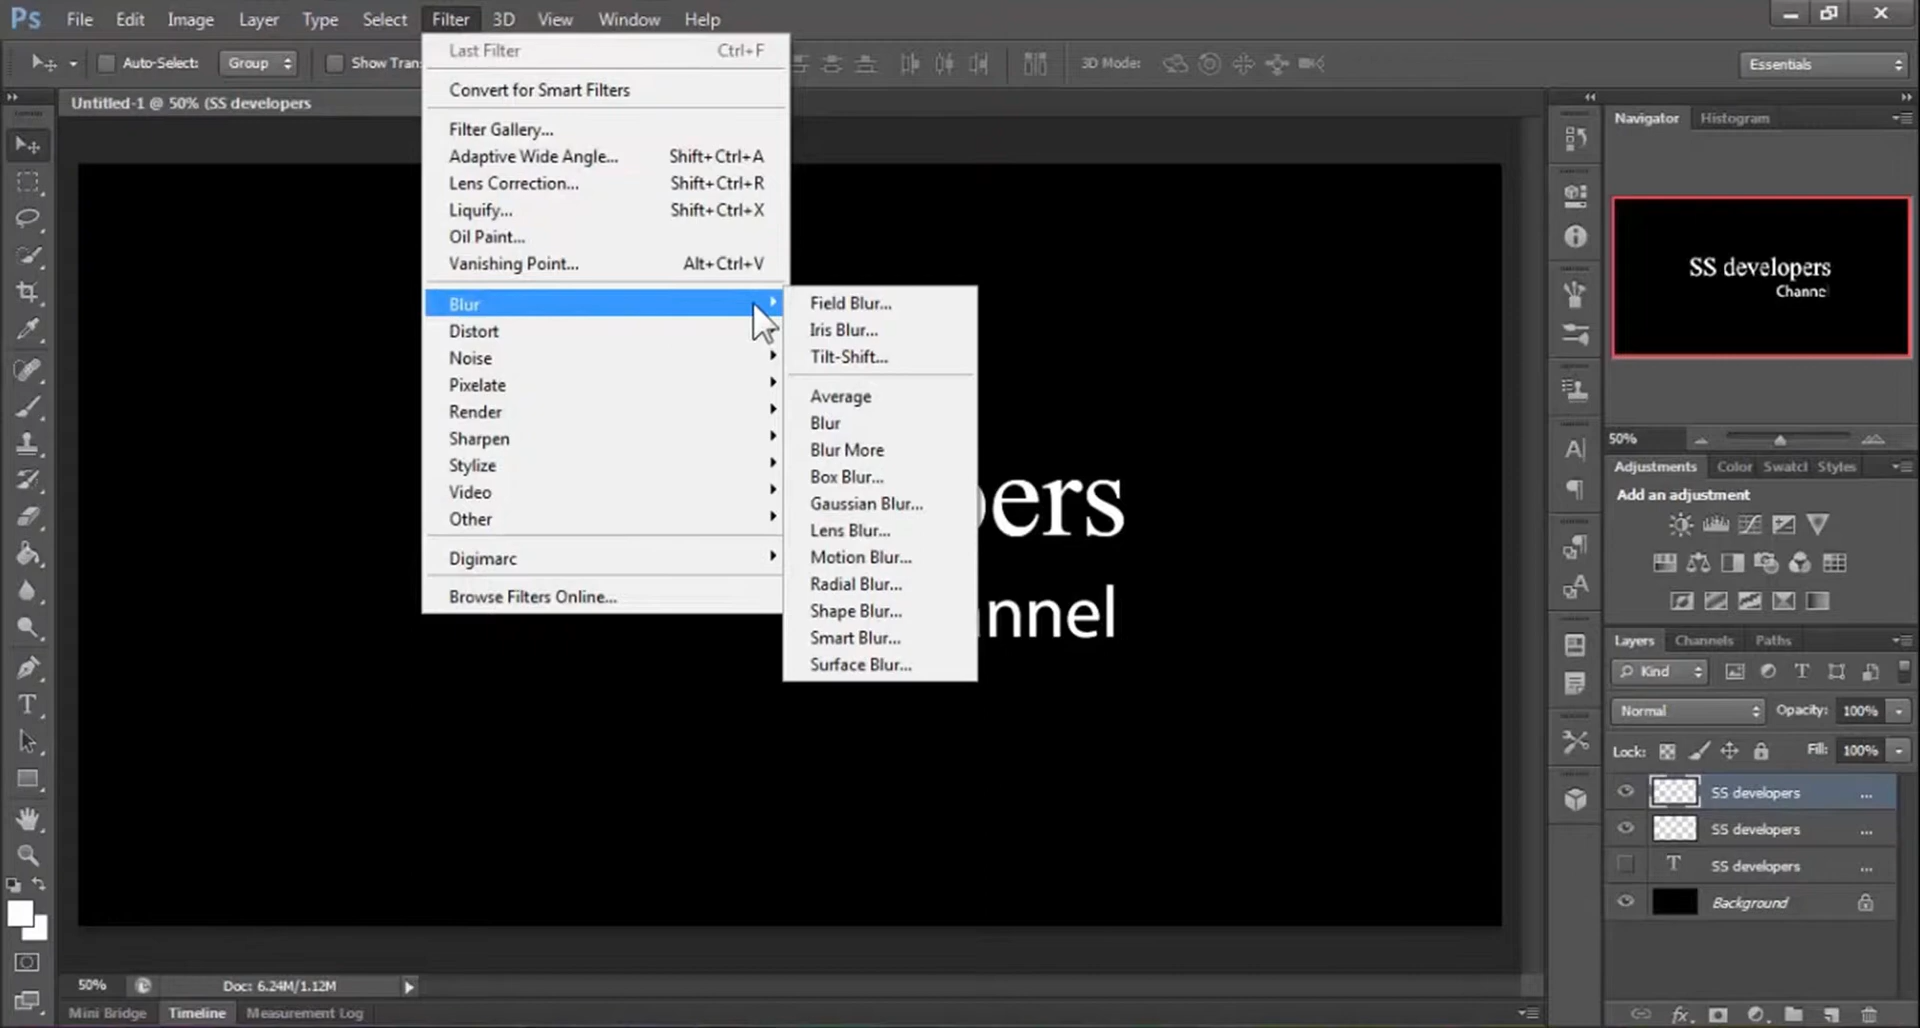 Ps File Edit Image Layer Type Select Filter 3D View Window Help
Auto-Select: Group Show Tran 3D Mode: Essentials
Untitled-1 @ 50% (SS developers
Last Filter Ctrl+F
Convert for Smart Filters
Filter Gallery...
Adaptive Wide Angle... Shift+Ctrl+A
Lens Correction... Shift+Ctrl+R
Liquify... Shift+Ctrl+X
Oil Paint...
Vanishing Point... Alt+Ctrl+V
Blur
Distort
Noise
Pixelate
Render
Sharpen
Stylize
Video
Other
Digimarc
Browse Filters Online...
Field Blur...
Iris Blur...
Tilt-Shift...
Average
Blur
Blur More
Box Blur...
Gaussian Blur...
Lens Blur...
Motion Blur...
Radial Blur...
Shape Blur...
Smart Blur...
Surface Blur...
pers
annel
Navigator Histogram
SS developers
Channel
50%
Adjustments Color Swatcl Styles
Add an adjustment
Layers Channels Paths
Kind
Normal Opacity: 100%
Lock: Fill: 100%
SS developers ...
SS developers ...
SS developers ...
Background
50% Doc: 6.24M/1.12M
Mini Bridge Timeline Measurement Log